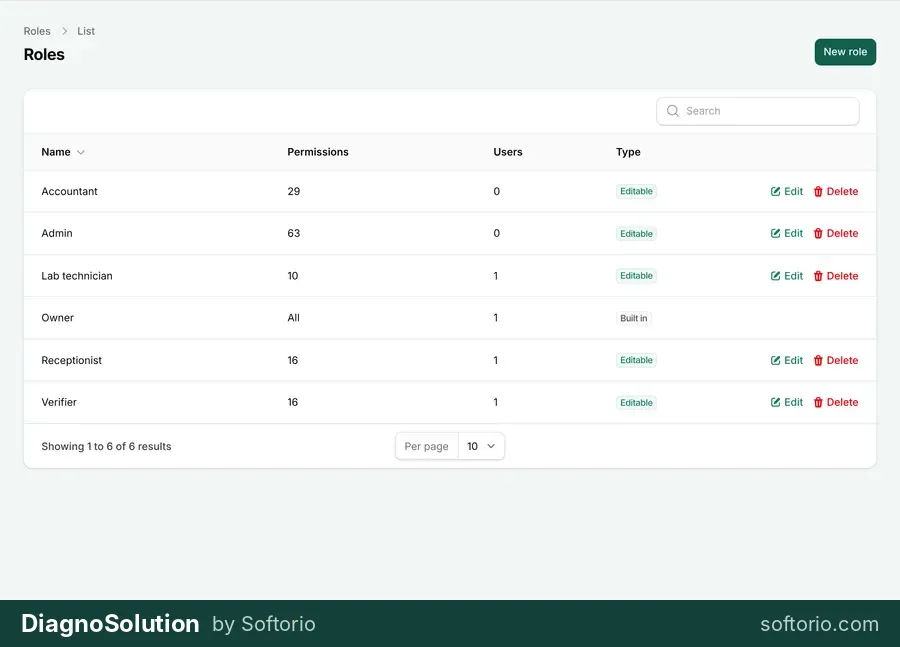 Roles > List
Roles
New role
Search
Name Permissions Users Type
Accountant 29 0 Editable Edit Delete
Admin 63 0 Editable Edit Delete
Lab technician 10 1 Editable Edit Delete
Owner All 1 Built in
Receptionist 16 1 Editable Edit Delete
Verifier 16 1 Editable Edit Delete
Showing 1 to 6 of 6 results Per page 10
DiagnoSolution by Softorio softorio.com